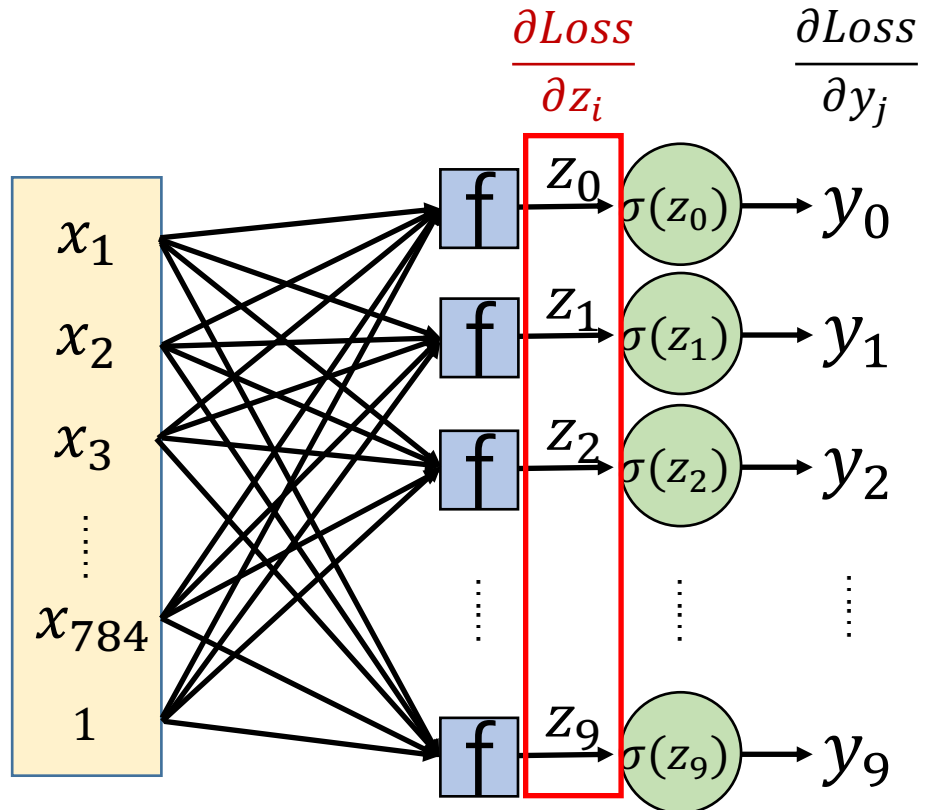 ∂Loss/∂z_i ∂Loss/∂y_j
x_1 f z_0 σ(z_0) y_0
x_2 f z_1 σ(z_1) y_1
x_3 f z_2 σ(z_2) y_2
...... ...... ...... ......
x_784
1 f z_9 σ(z_9) y_9